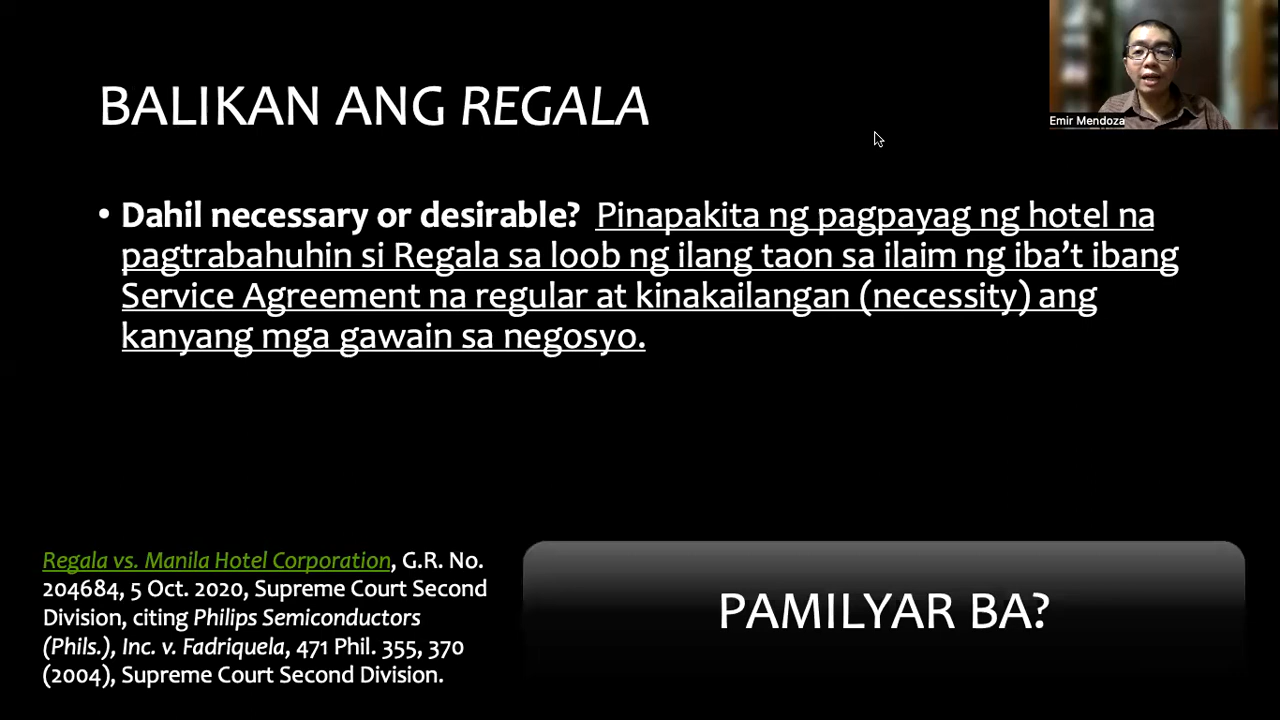 BALIKAN ANG REGALA
Emir Mendoza
• Dahil necessary or desirable? Pinapakita ng pagpayag ng hotel na
pagtrabahuhin si Regala sa loob ng ilang taon sa ilaim ng iba’t ibang
Service Agreement na regular at kinakailangan (necessity) ang
kanyang mga gawain sa negosyo.
Regala vs. Manila Hotel Corporation, G.R. No.
204684, 5 Oct. 2020, Supreme Court Second
Division, citing Philips Semiconductors
(Phils.), Inc. v. Fadriquela, 471 Phil. 355, 370
(2004), Supreme Court Second Division.
PAMILYAR BA?